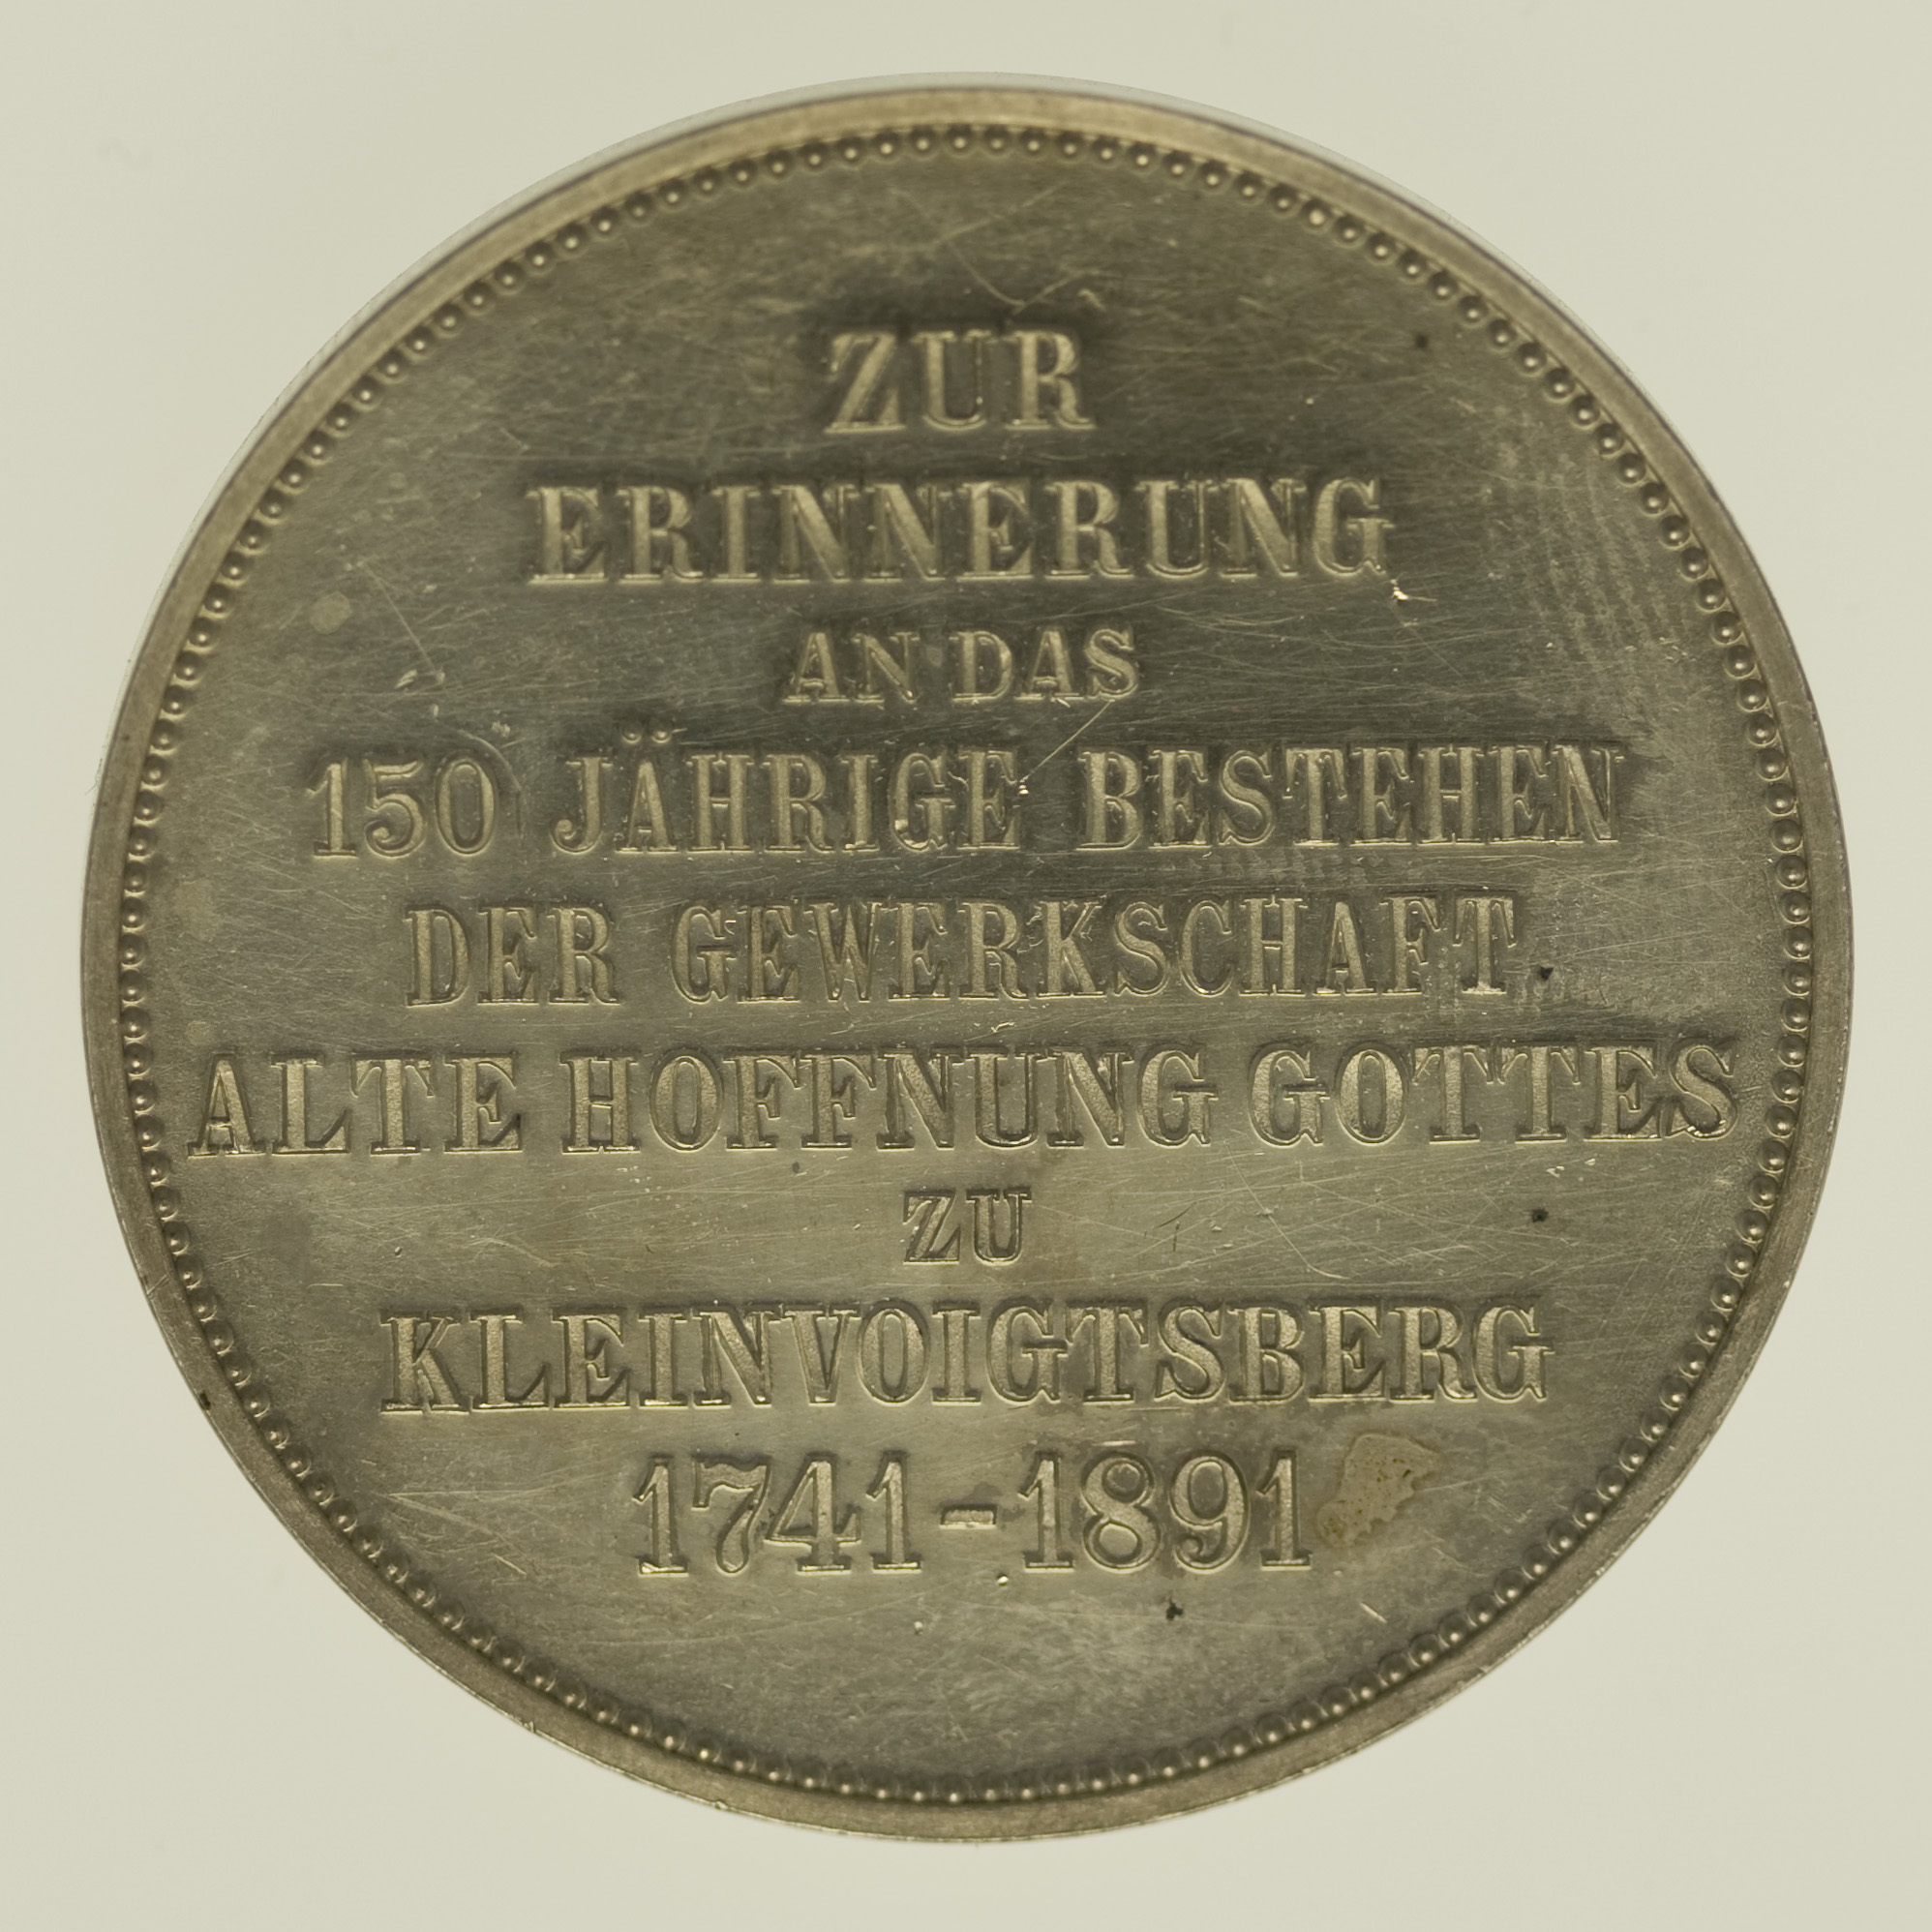 ZUR
ERINNERUNG
AN DAS
150 JÄHRIGE BESTEHEN
DER GEWERKSCHAFT
ALTE HOFFNUNG GOTTES
ZU
KLEINVOIGTSBERG
1741-1891